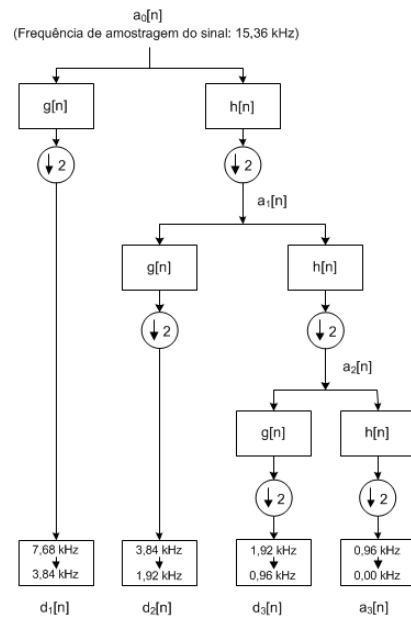 a₀[n]
(Frequência de amostragem do sinal: 15,36 kHz)
g[n]
h[n]
2
2
a₁[n]
g[n]
h[n]
2
2
a₂[n]
g[n]
h[n]
2
2
7,68 kHz
3,84 kHz
3,84 kHz
1,92 kHz
1,92 kHz
0,96 kHz
0,96 kHz
0,00 kHz
d₁[n]
d₂[n]
d₃[n]
a₃[n]